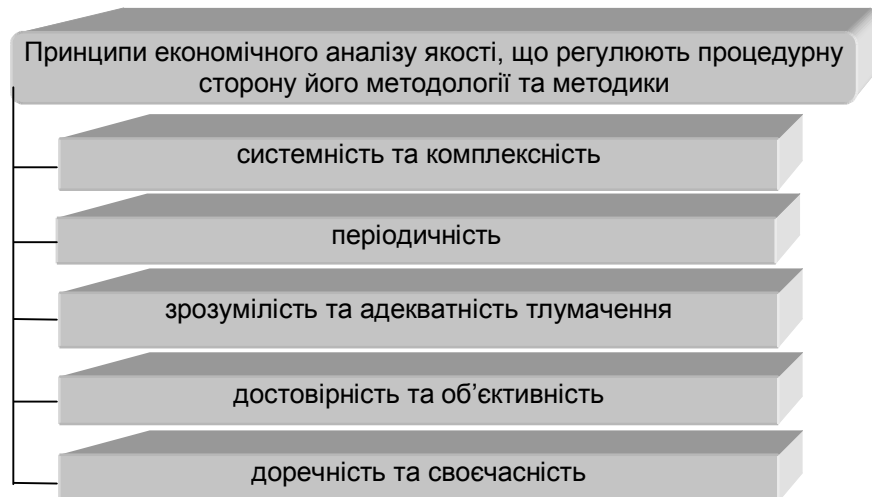 Принципи економічного аналізу якості, що регулюють процедурну
сторону його методології та методики
системність та комплексність
періодичність
зрозумілість та адекватність тлумачення
достовірність та об’єктивність
доречність та своєчасність